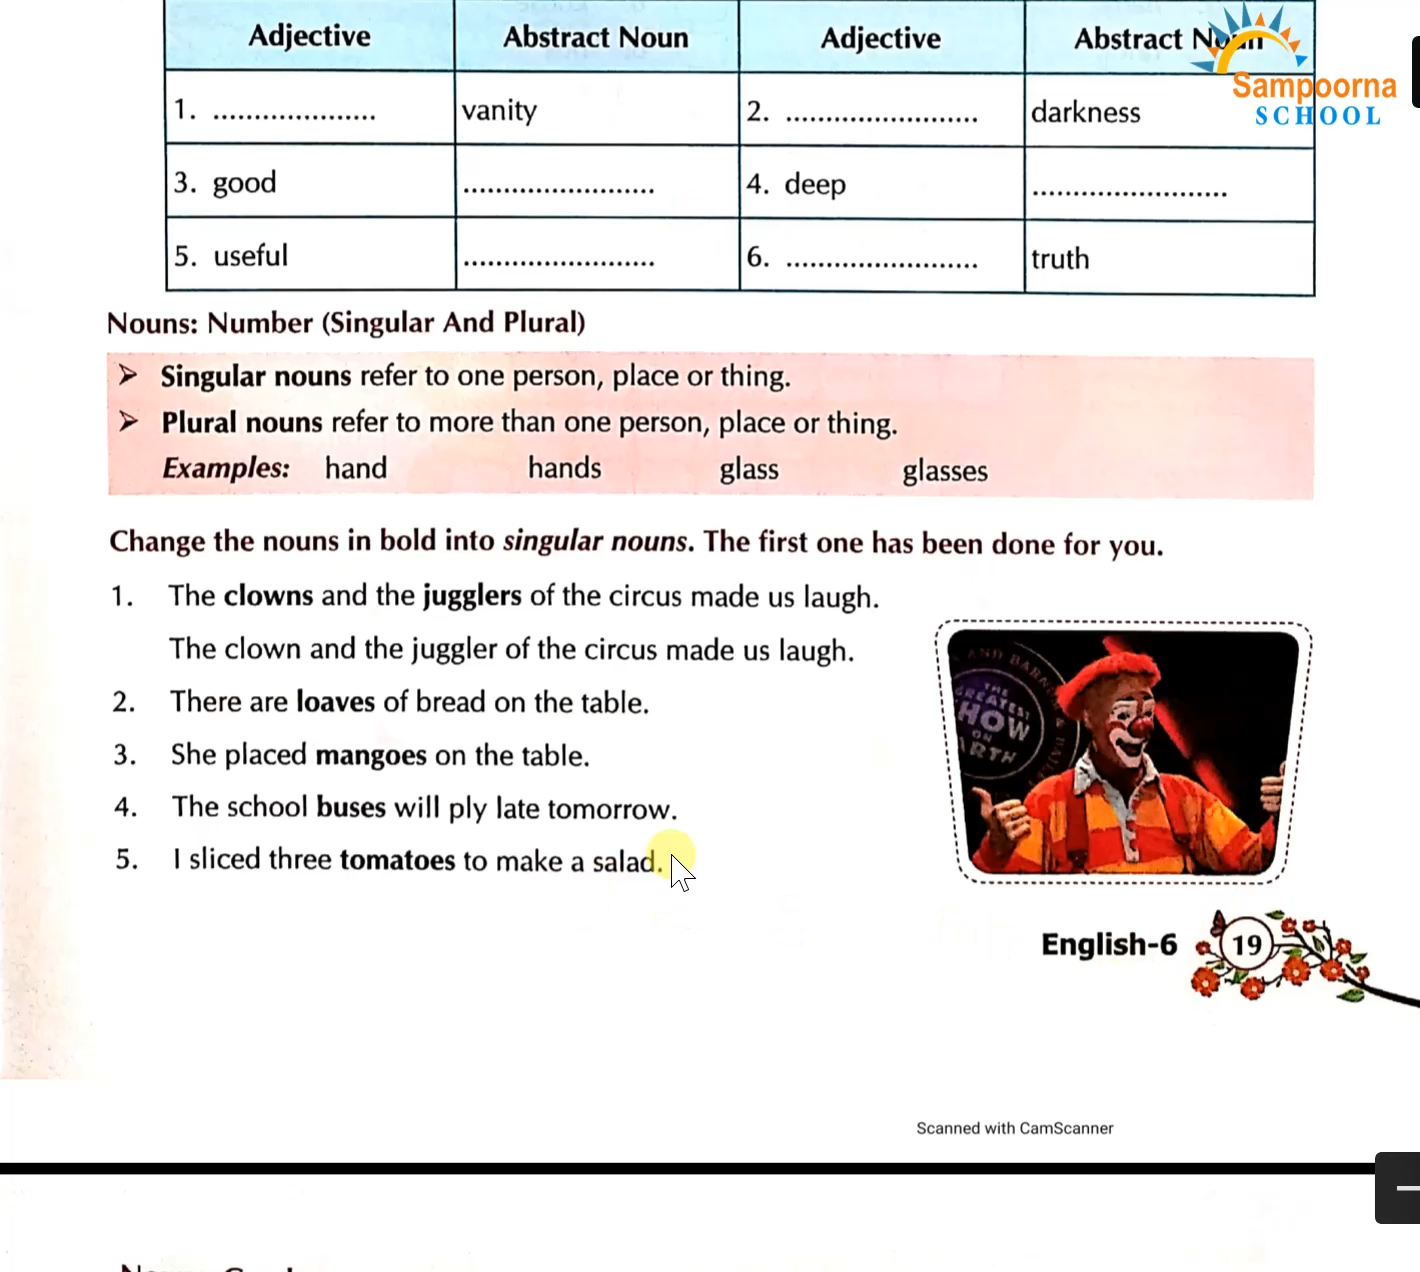 Adjective Abstract Noun Adjective Abstract Noun
Sampoorna
SCHOOL
1. .................... vanity 2. ........................ darkness
3. good ........................ 4. deep ........................
5. useful ........................ 6. ........................ truth
Nouns: Number (Singular And Plural)
➢ Singular nouns refer to one person, place or thing.
➢ Plural nouns refer to more than one person, place or thing.
Examples: hand hands glass glasses
Change the nouns in bold into singular nouns. The first one has been done for you.
1. The clowns and the jugglers of the circus made us laugh.
The clown and the juggler of the circus made us laugh.
2. There are loaves of bread on the table.
3. She placed mangoes on the table.
4. The school buses will ply late tomorrow.
5. I sliced three tomatoes to make a salad.
AND
THE
GREATEST
SHOW
ON
English-6 19
Scanned with CamScanner